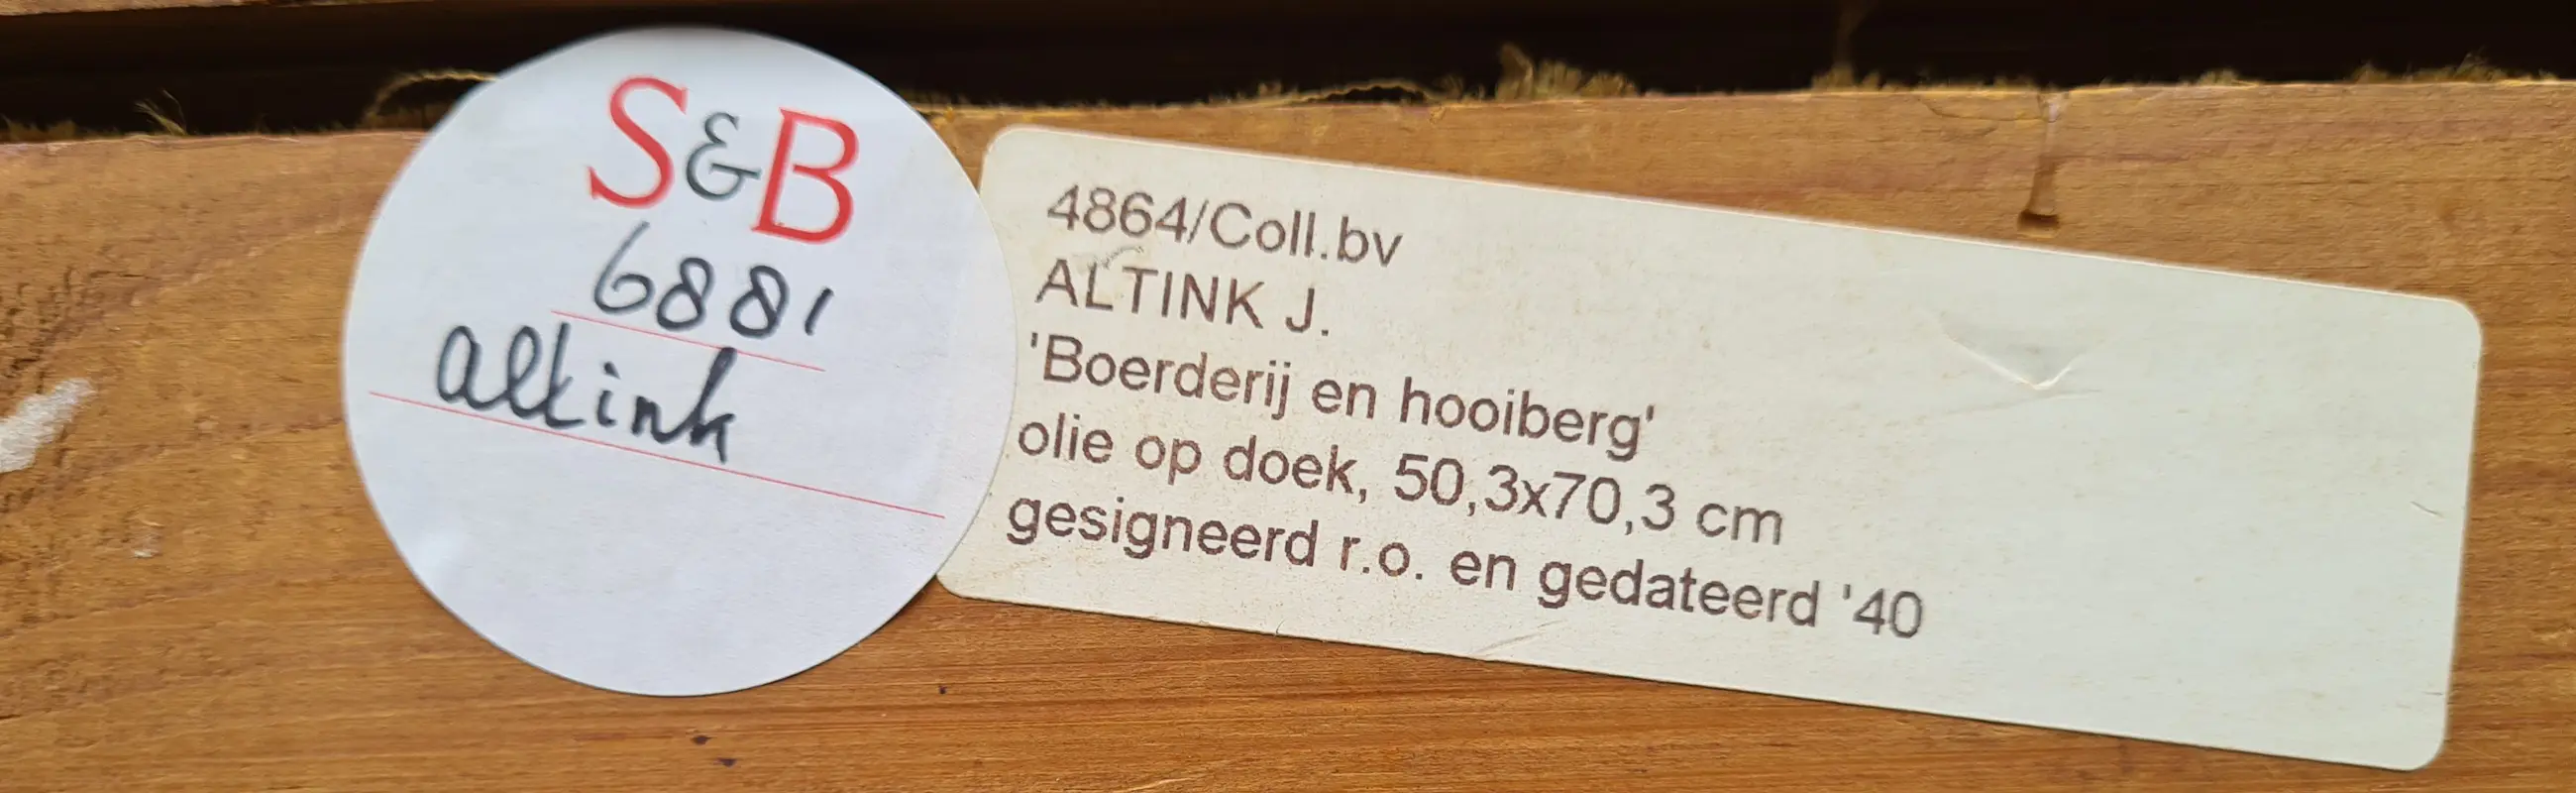 S&B
6881
altink
4864/Coll.bv
ALTINK J.
'Boerderij en hooiberg'
olie op doek, 50,3x70,3 cm
gesigneerd r.o. en gedateerd '40